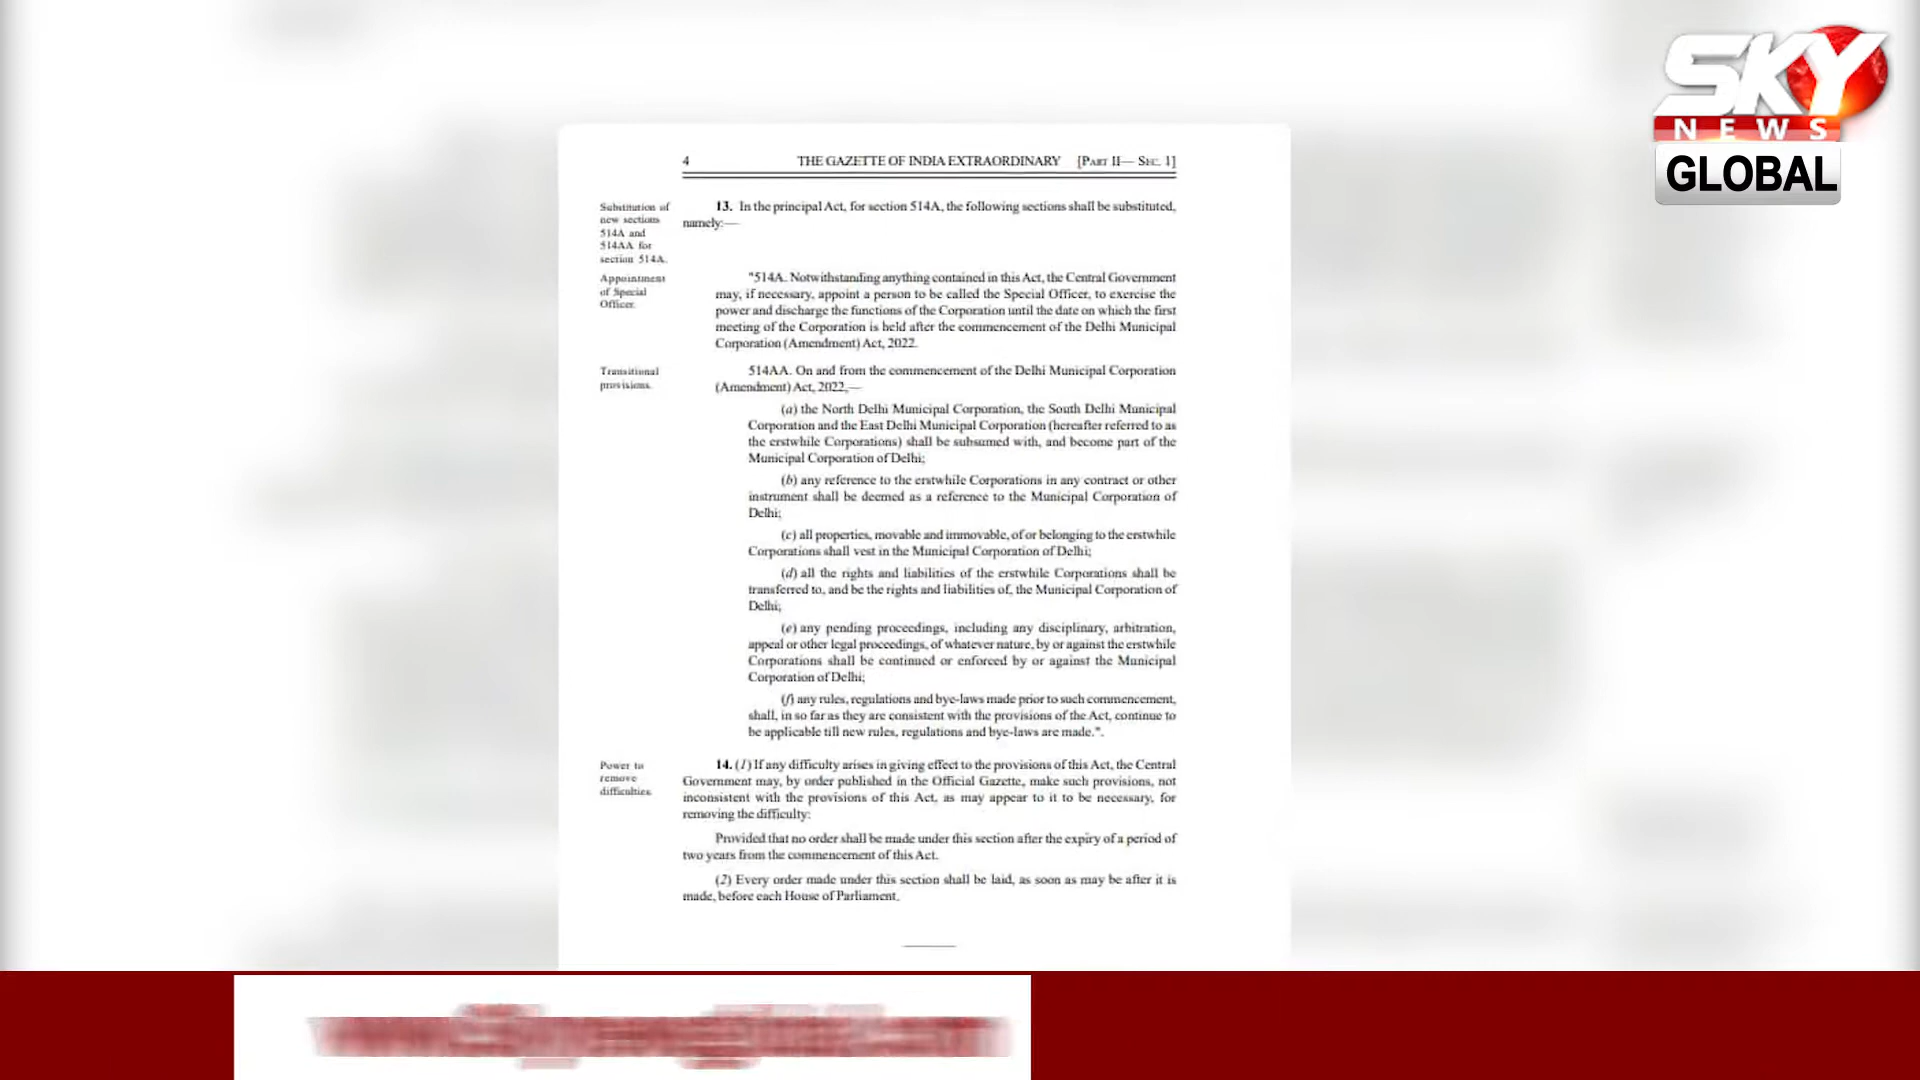 SKY
NEWS
GLOBAL
4 THE GAZETTE OF INDIA EXTRAORDINARY [PART II— SEC. 1]
Substitution of
new sections
514A and
514AA for
section 514A.
13. In the principal Act, for section 514A, the following sections shall be substituted,
namely:—
Appointment
of Special
Officer.
"514A. Notwithstanding anything contained in this Act, the Central Government
may, if necessary, appoint a person to be called the Special Officer, to exercise the
power and discharge the functions of the Corporation until the date on which the first
meeting of the Corporation is held after the commencement of the Delhi Municipal
Corporation (Amendment) Act, 2022.
Transitional
provisions.
514AA. On and from the commencement of the Delhi Municipal Corporation
(Amendment) Act, 2022,—
(a) the North Delhi Municipal Corporation, the South Delhi Municipal
Corporation and the East Delhi Municipal Corporation (hereafter referred to as
the erstwhile Corporations) shall be subsumed with, and become part of the
Municipal Corporation of Delhi;
(b) any reference to the erstwhile Corporations in any contract or other
instrument shall be deemed as a reference to the Municipal Corporation of
Delhi;
(c) all properties, movable and immovable, of or belonging to the erstwhile
Corporations shall vest in the Municipal Corporation of Delhi;
(d) all the rights and liabilities of the erstwhile Corporations shall be
transferred to, and be the rights and liabilities of, the Municipal Corporation of
Delhi;
(e) any pending proceedings, including any disciplinary, arbitration,
appeal or other legal proceedings, of whatever nature, by or against the erstwhile
Corporations shall be continued or enforced by or against the Municipal
Corporation of Delhi;
(f) any rules, regulations and bye-laws made prior to such commencement,
shall, in so far as they are consistent with the provisions of the Act, continue to
be applicable till new rules, regulations and bye-laws are made.".
Power to
remove
difficulties.
14. (1) If any difficulty arises in giving effect to the provisions of this Act, the Central
Government may, by order published in the Official Gazette, make such provisions, not
inconsistent with the provisions of this Act, as may appear to it to be necessary, for
removing the difficulty:
Provided that no order shall be made under this section after the expiry of a period of
two years from the commencement of this Act.
(2) Every order made under this section shall be laid, as soon as may be after it is
made, before each House of Parliament.